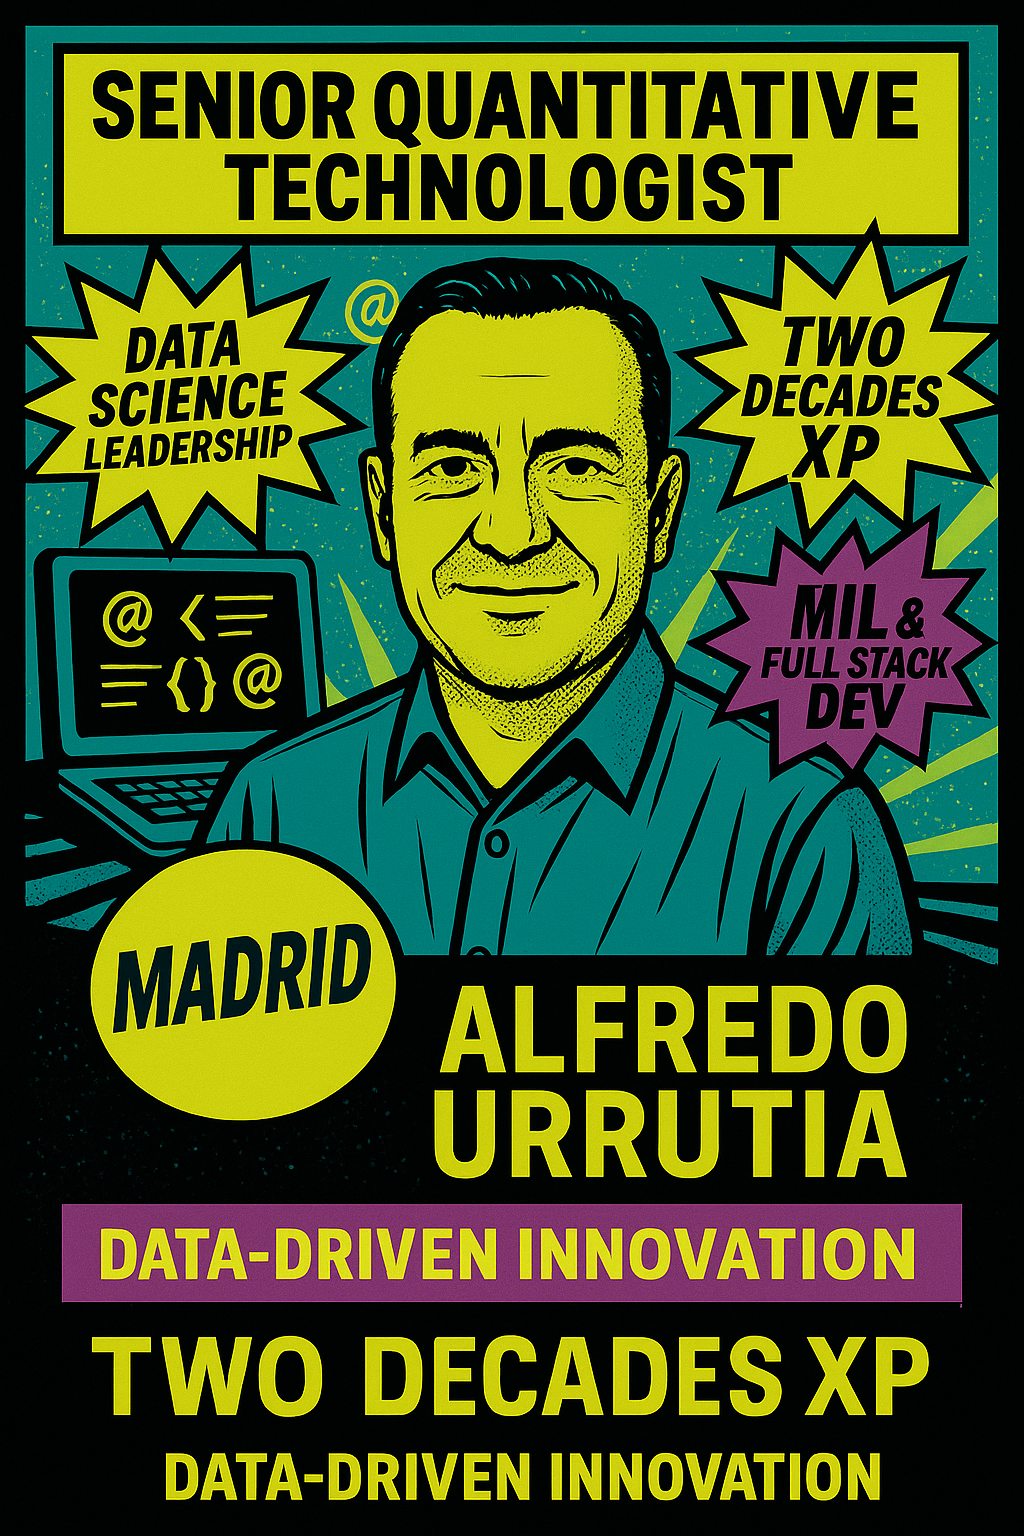 SENIOR QUANTITATIVE
TECHNOLOGIST
DATA
SCIENCE
LEADERSHIP
@
TWO
DECADES
XP
@ <
{} @
MIL &
FULL STACK
DEV
MADRID
ALFREDO
URRUTIA
DATA-DRIVEN INNOVATION
TWO DECADES XP
DATA-DRIVEN INNOVATION